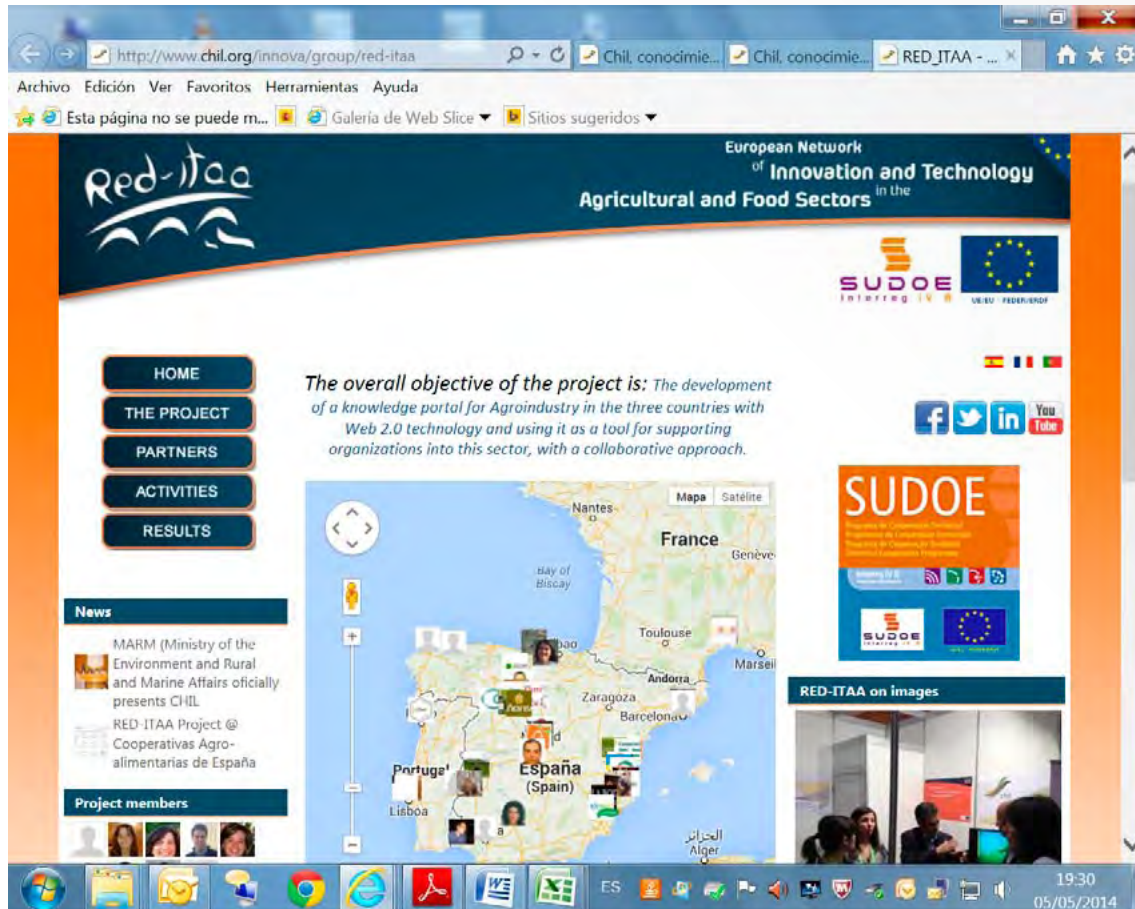 http://www.chil.org/innova/group/red-itaa
Chil, conocimie...
Chil, conocimie...
RED_ITAA - ...
Archivo Edición Ver Favoritos Herramientas Ayuda
Esta página no se puede m...
Galería de Web Slice
Sitios sugeridos
Red-itaa
European Network
of Innovation and Technology
Agricultural and Food Sectors in the
SUDOE
Interreg IV B
UE/EU - FEDER/ERDF
HOME
THE PROJECT
PARTNERS
ACTIVITIES
RESULTS
The overall objective of the project is: The development
of a knowledge portal for Agroindustry in the three countries with
Web 2.0 technology and using it as a tool for supporting
organizations into this sector, with a collaborative approach.
You
Tube
Mapa Satélite
Nantes
France
Genève
Bay of
Biscay
Toulouse
Marseil
Andorra
Zaragoza
Barcelona
Portugal
España
(Spain)
Lisboa
الجزائر
Alger
SUDOE
SUDOE
News
MARM (Ministry of the
Environment and Rural
and Marine Affairs oficially
presents CHIL
RED-ITAA Project @
Cooperativas Agro-
alimentarias de España
Project members
RED-ITAA on images
ES
19:30
05/05/2014